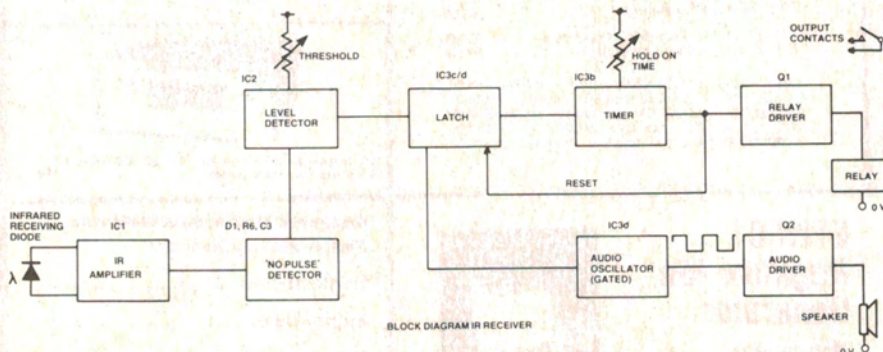 OUTPUT
CONTACTS
THRESHOLD
HOLD ON
TIME
IC2
IC3c/d
IC3b
Q1
LEVEL
DETECTOR
LATCH
TIMER
RELAY
DRIVER
RESET
RELAY
0 V
INFRARED
RECEIVING
DIODE
IC1
D1, R6, C3
IC3d
Q2
λ
IR
AMPLIFIER
'NO PULSE'
DETECTOR
AUDIO
OSCILLATOR
(GATED)
AUDIO
DRIVER
SPEAKER
BLOCK DIAGRAM IR RECEIVER
0 V